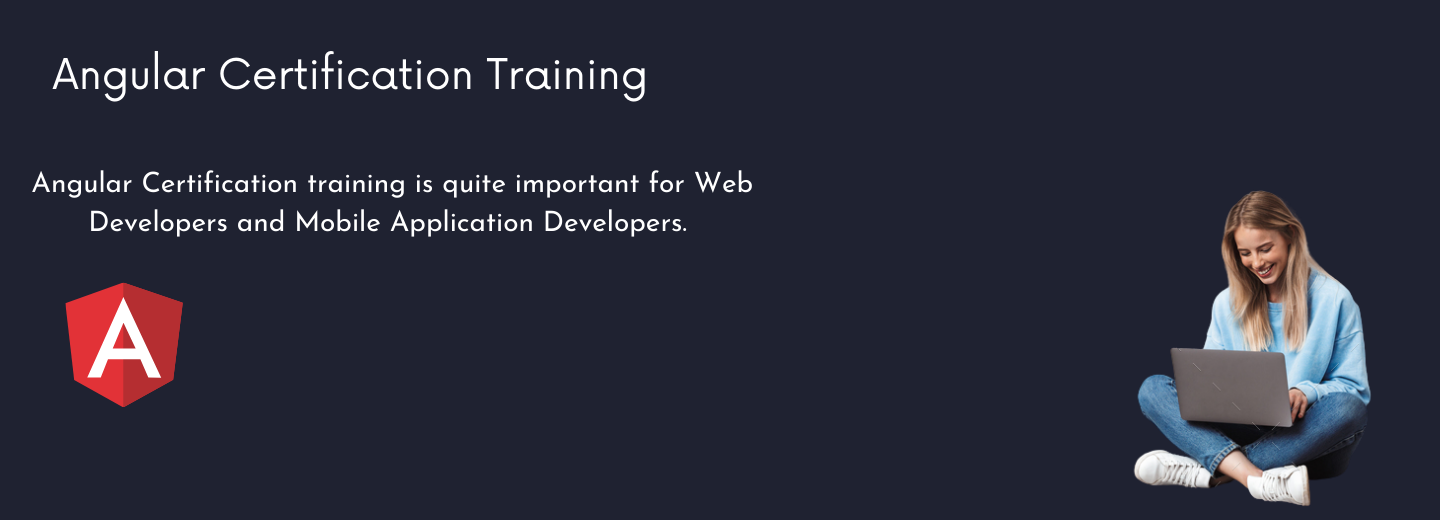 Angular Certification Training
Angular Certification training is quite important for Web
Developers and Mobile Application Developers.
A